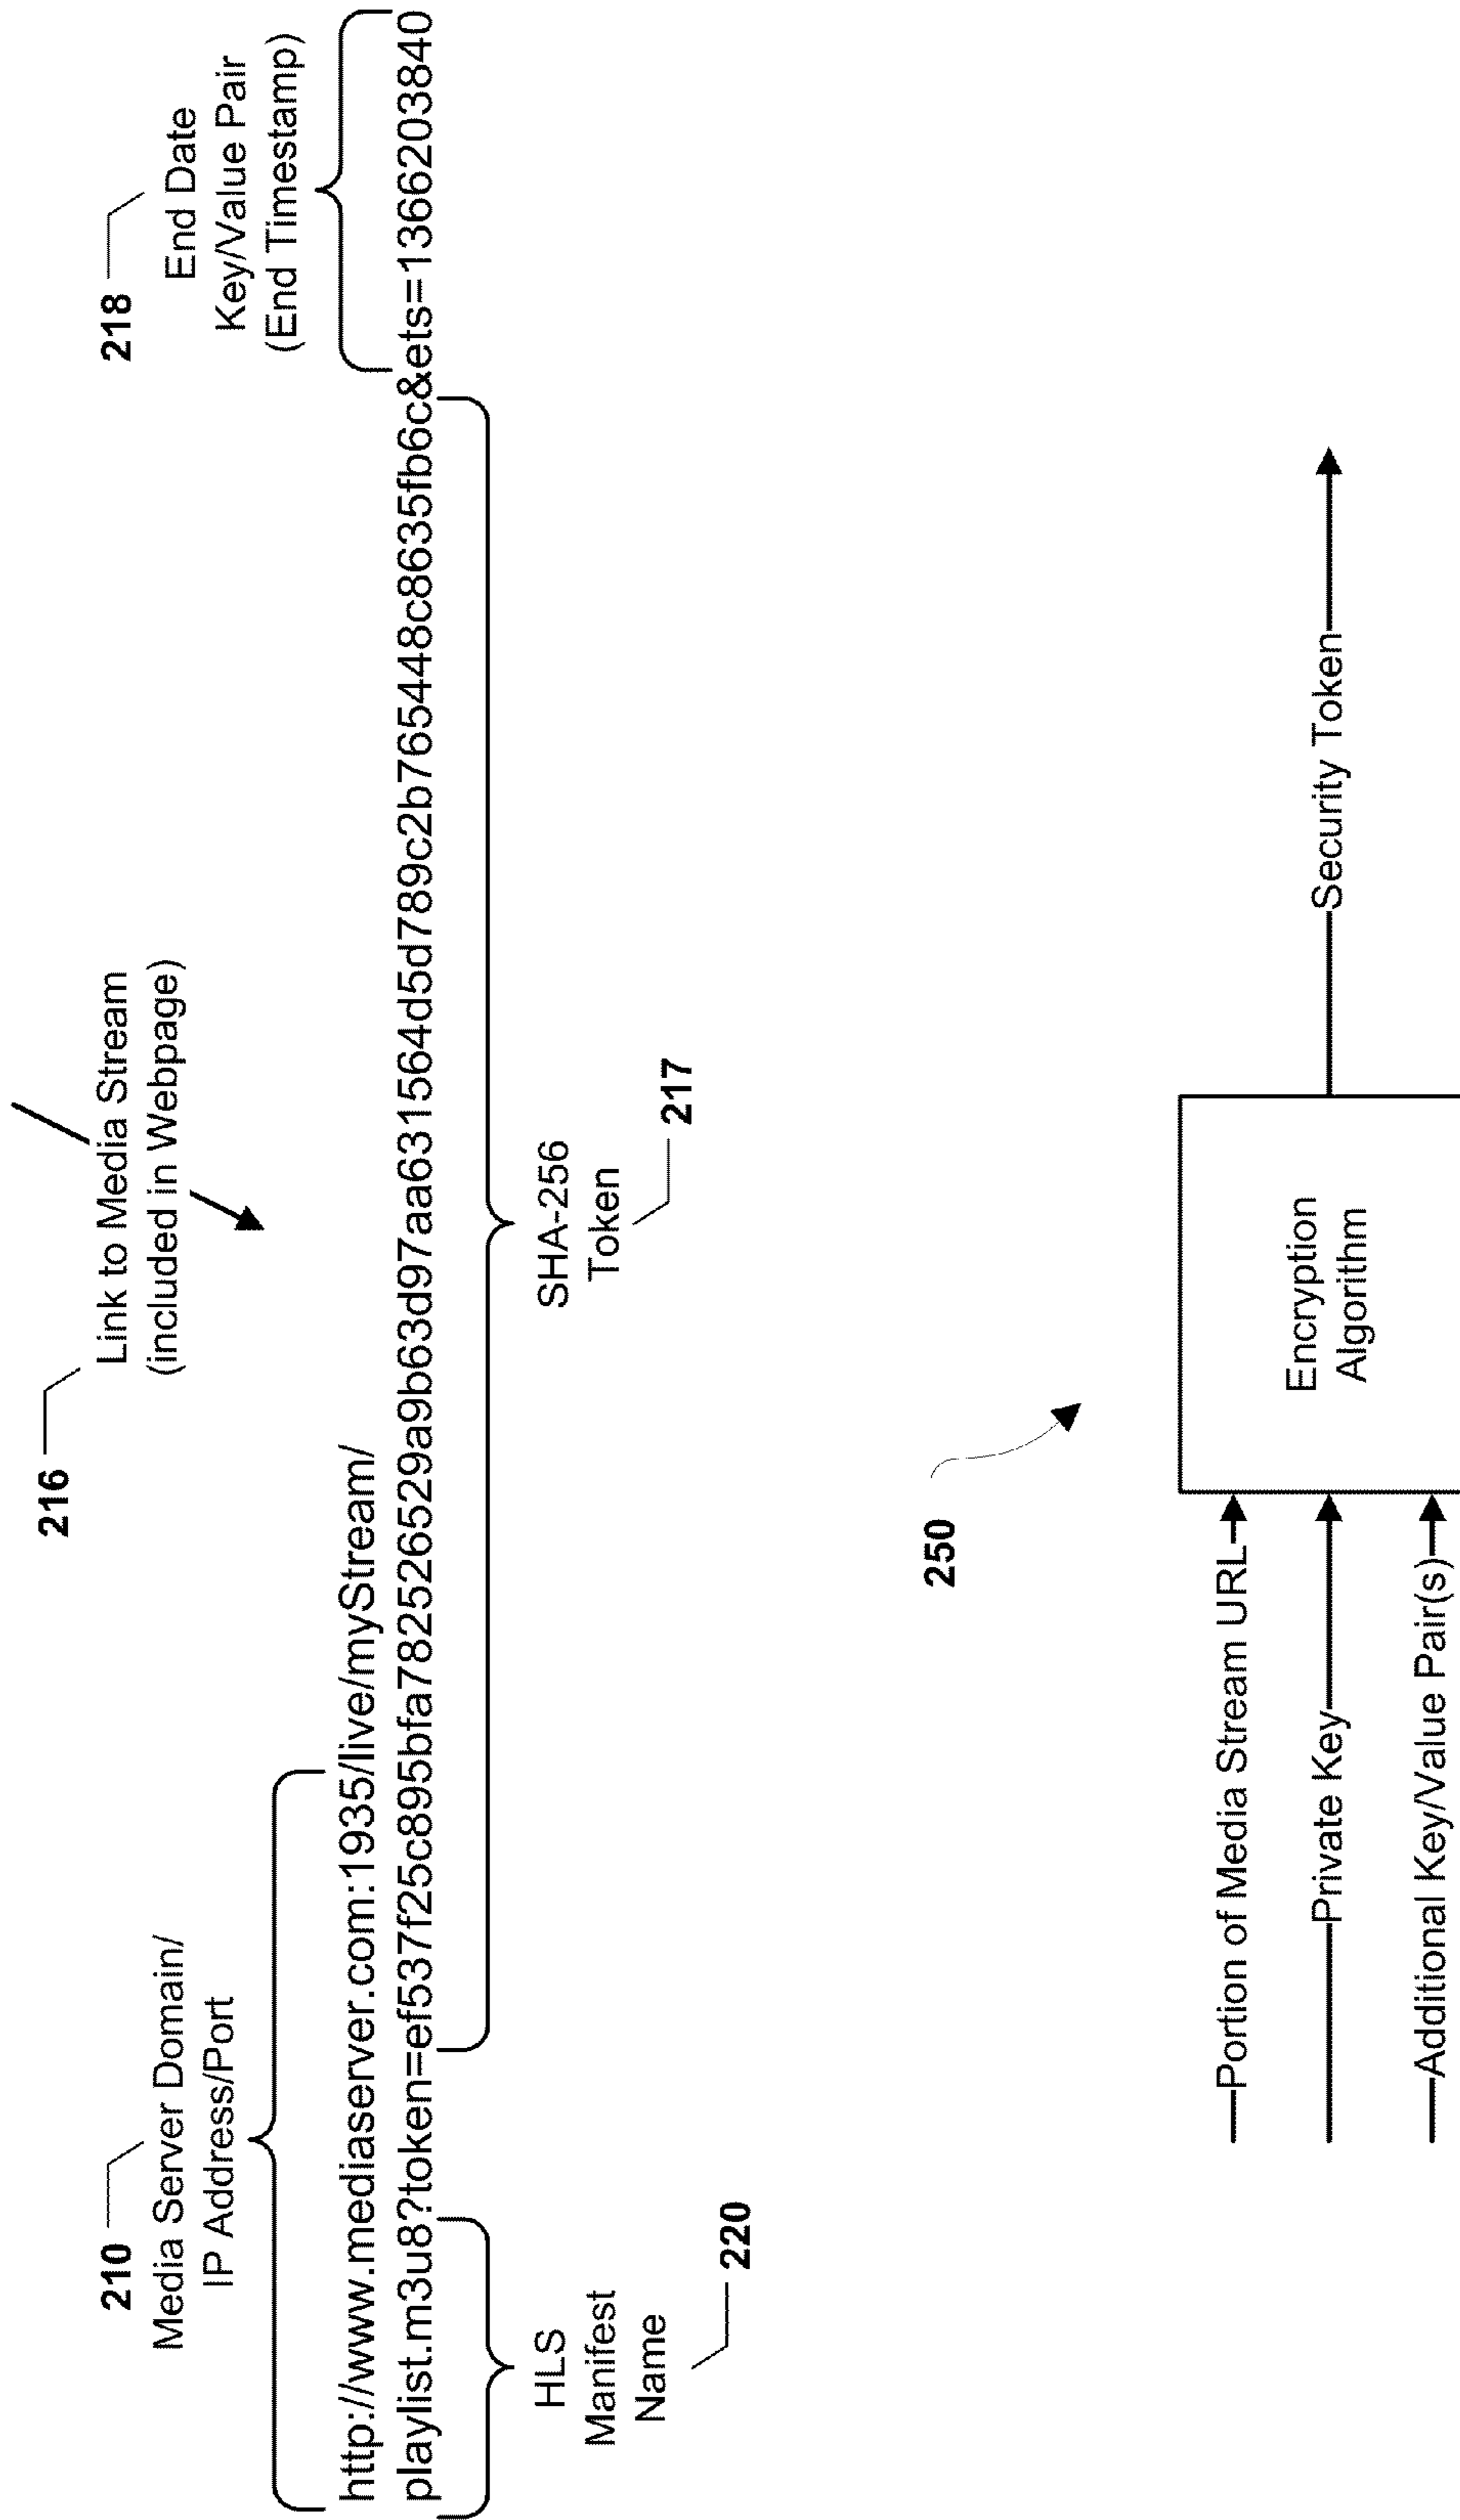 216
Link to Media Stream
(included in Webpage)
210
Media Server Domain/
IP Address/Port
218
End Date
Key/Value Pair
(End Timestamp)
http://www.mediaserver.com:1935/live/myStream/
playlist.m3u8?token=ef537f25c895bfa782526529a9b63d97aa631564d5d789c2b765448c8635fb6c&ets=1366203840
HLS
Manifest
Name
220
SHA-256
Token
217
250
Portion of Media Stream URL
Private Key
Additional Key/Value Pair(s)
Encryption
Algorithm
Security Token